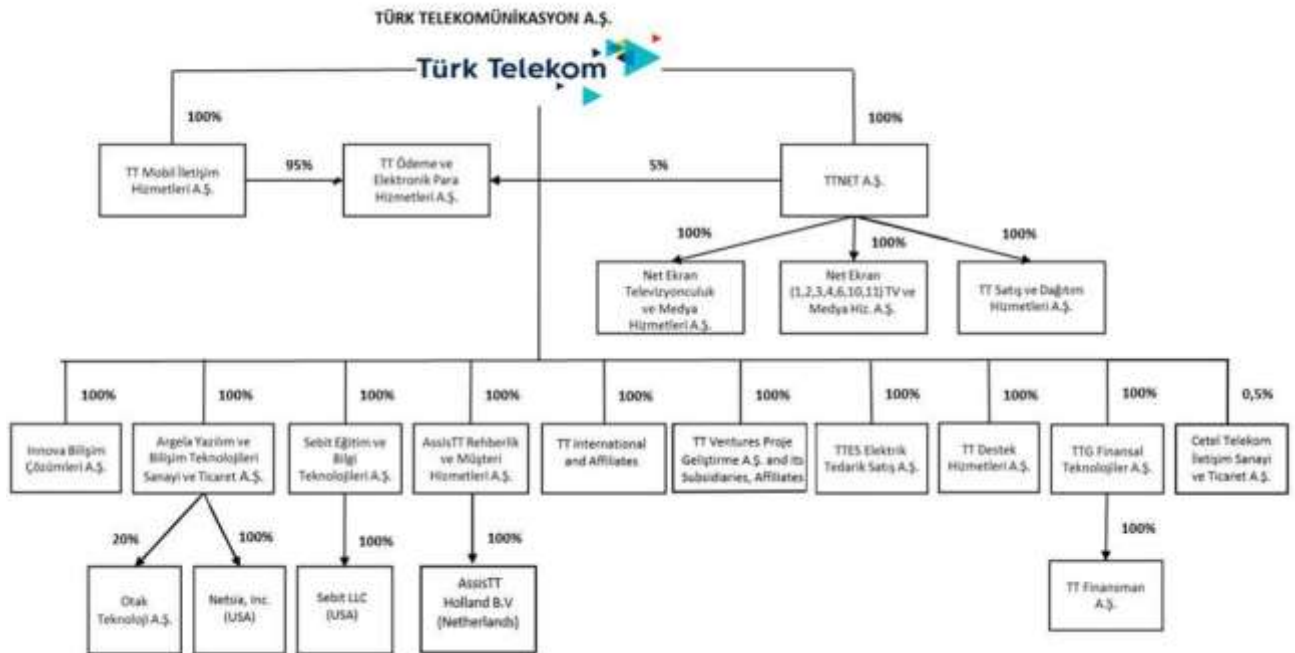 TÜRK TELEKOMÜNİKASYON A.Ş.
Türk Telekom
100%
100%
TT Mobil İletişim
Hizmetleri A.Ş.
95%
TT Ödeme ve
Elektronik Para
Hizmetleri A.Ş.
5%
TTNET A.Ş.
100%
100%
100%
Net Ekran
Televizyonculuk
ve Medya
Hizmetleri A.Ş.
Net Ekran
(1,2,3,4,6,10,11) TV ve
Medya Hiz. A.Ş.
TT Satış ve Dağıtım
Hizmetleri A.Ş.
100%
100%
100%
100%
100%
100%
100%
100%
100%
0,5%
Innova Bilişim
Çözümleri A.Ş.
Argela Yazılım ve
Bilişim Teknolojileri
Sanayi ve Ticaret A.Ş.
Sebit Eğitim ve
Bilgi
Teknolojileri A.Ş.
AssisTT Rehberlik
ve Müşteri
Hizmetleri A.Ş.
TT International
and Affiliates
TT Ventures Proje
Geliştirme A.Ş. and its
Subsidiaries, Affiliates
TTES Elektrik
Tedarik Satış A.Ş.
TT Destek
Hizmetleri A.Ş.
TTG Finansal
Teknolojiler A.Ş.
Cetel Telekom
İletişim Sanayi
ve Ticaret A.Ş.
20%
100%
100%
100%
100%
Otak
Teknoloji A.Ş.
Netsia, Inc.
(USA)
Sebit LLC
(USA)
AssisTT
Holland B.V
(Netherlands)
TT Finansman
A.Ş.